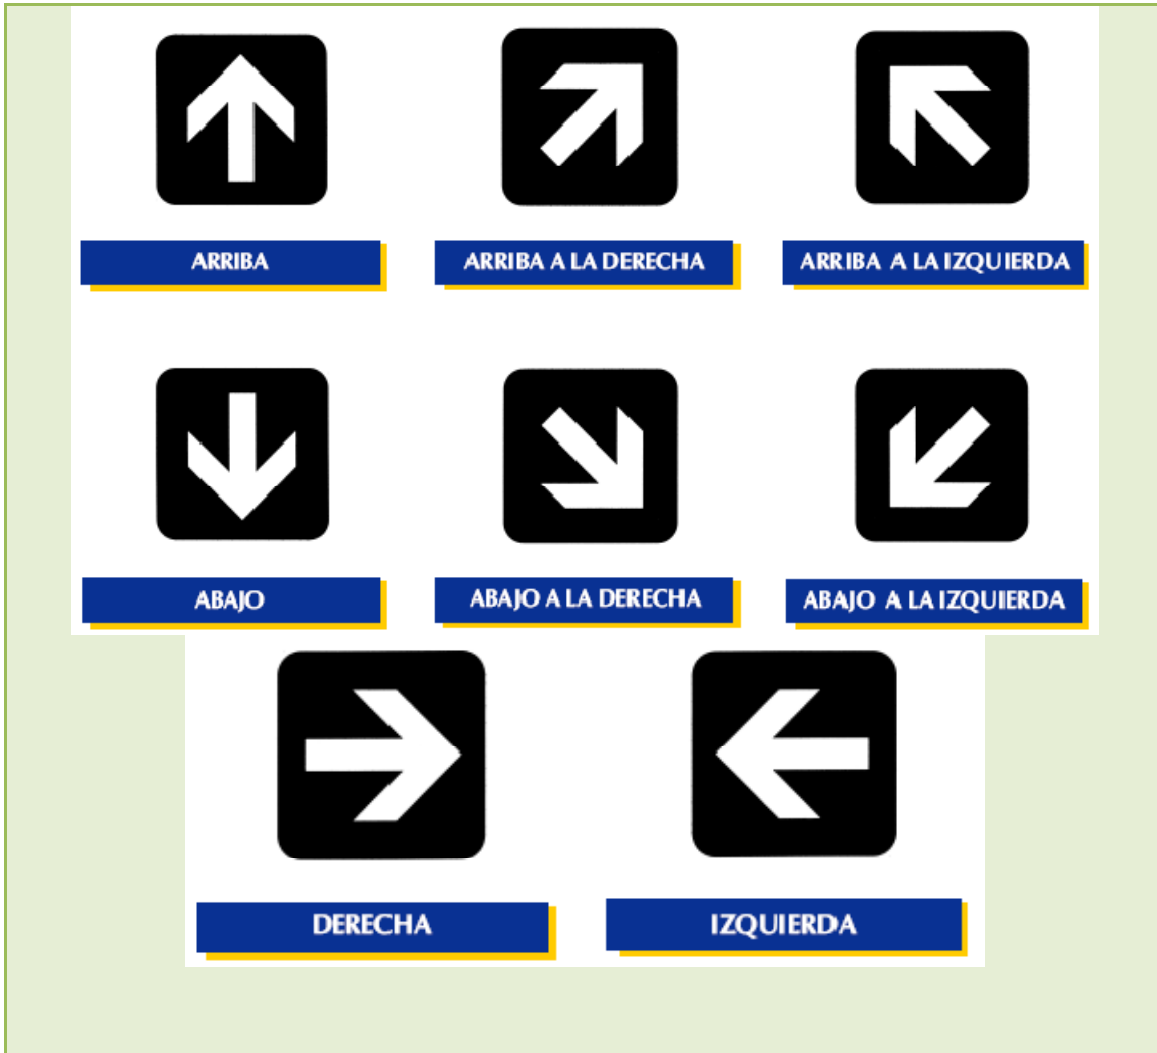 ARRIBA
ARRIBA A LA DERECHA
ARRIBA A LA IZQUIERDA
ABAJO
ABAJO A LA DERECHA
ABAJO A LA IZQUIERDA
DERECHA
IZQUIERDA